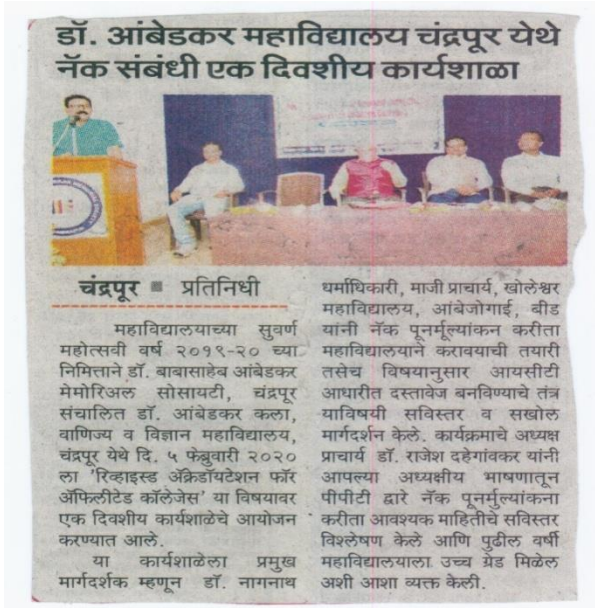 डॉ. आंबेडकर महाविद्यालय चंद्रपूर येथे
नॅक संबंधी एक दिवशीय कार्यशाळा
चंद्रपूर ■ प्रतिनिधी
महाविद्यालयाच्या सुवर्ण
महोत्सवी वर्ष २०१९-२० च्या
निमित्ताने डॉ. बाबासाहेब आंबेडकर
मेमोरिअल सोसायटी, चंद्रपूर
संचालित डॉ. आंबेडकर कला,
वाणिज्य व विज्ञान महाविद्यालय,
चंद्रपूर येथे दि. ५ फेब्रुवारी २०२०
ला 'रिव्हाइस्ड अॅक्रेडॉयटेशन फॉर
अॅफिलीटेड कॉलेजेस' या विषयावर
एक दिवशीय कार्यशाळेचे आयोजन
करण्यात आले.
या कार्यशाळेला प्रमुख
मार्गदर्शक म्हणून डॉ. नागनाथ
धर्माधिकारी, माजी प्राचार्य, खोलेश्वर
महाविद्यालय, आंबेजोगाई, बीड
यांनी नॅक पूनर्मूल्यांकन करीता
महाविद्यालयाने करावयाची तयारी
तसेच विषयानुसार आयसीटी
आधारीत दस्तावेज बनविण्याचे तंत्र
याविषयी सविस्तर व सखोल
मार्गदर्शन केले. कार्यक्रमाचे अध्यक्ष
प्राचार्य डॉ. राजेश दहेगांवकर यांनी
आपल्या अध्यक्षीय भाषणातून
पीपीटी द्वारे नॅक पूनर्मुल्यांकना
करीता आवश्यक माहितीचे सविस्तर
विश्लेषण केले आणि पुढील वर्षी
महाविद्यालयाला उच्च ग्रेड मिळेल
अशी आशा व्यक्त केली.